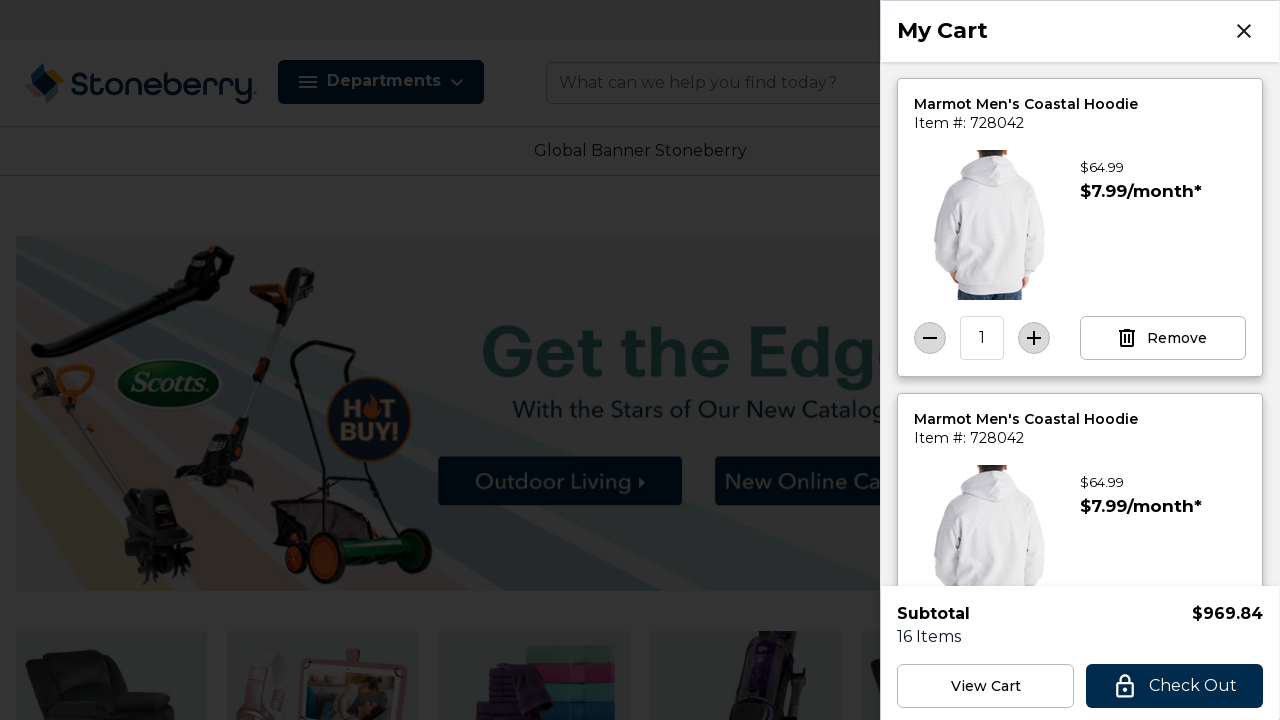 Stoneberry
Departments
What can we help you find today?
Global Banner Stoneberry
Scotts
HOT
BUY!
Get the Edg
With the Stars of Our New Catalog
Outdoor Living
New Online Ca
My Cart
Marmot Men's Coastal Hoodie
Item #: 728042
$64.99
$7.99/month*
1
Remove
Marmot Men's Coastal Hoodie
Item #: 728042
$64.99
$7.99/month*
Subtotal $969.84
16 Items
View Cart
Check Out